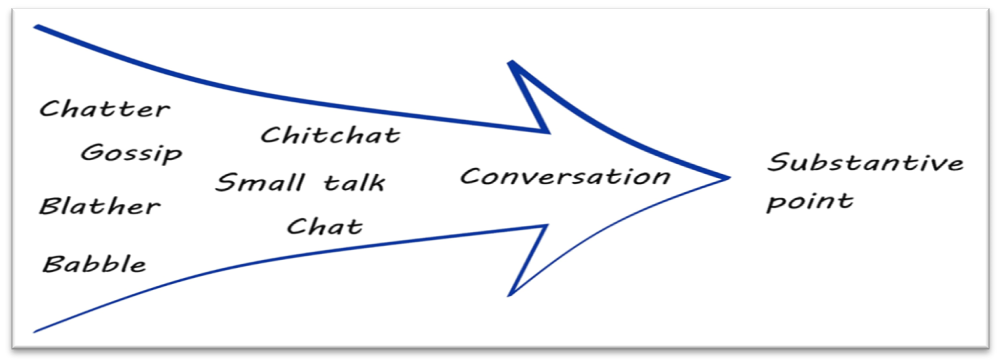 Chatter
Gossip
Blather
Babble
Chitchat
Small talk
Chat
Conversation
Substantive
point